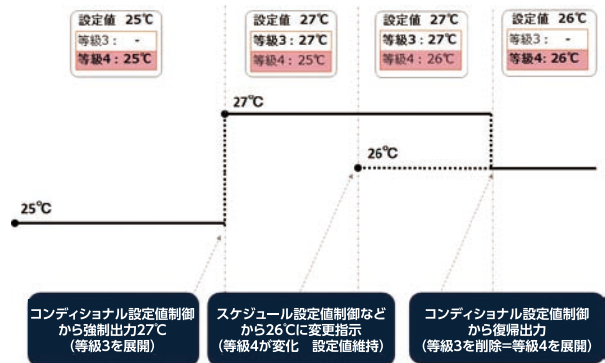 設定値 25℃
等級3： -
等級4：25℃
設定値 27℃
等級3：27℃
等級4：25℃
設定値 27℃
等級3：27℃
等級4：26℃
設定値 26℃
等級3： -
等級4：26℃
27℃
26℃
25℃
コンディショナル設定値制御
から強制出力27℃
（等級3を展開）
スケジュール設定値制御など
から26℃に変更指示
（等級4が変化　設定値維持）
コンディショナル設定値制御
から復帰出力
（等級3を削除=等級4を展開）